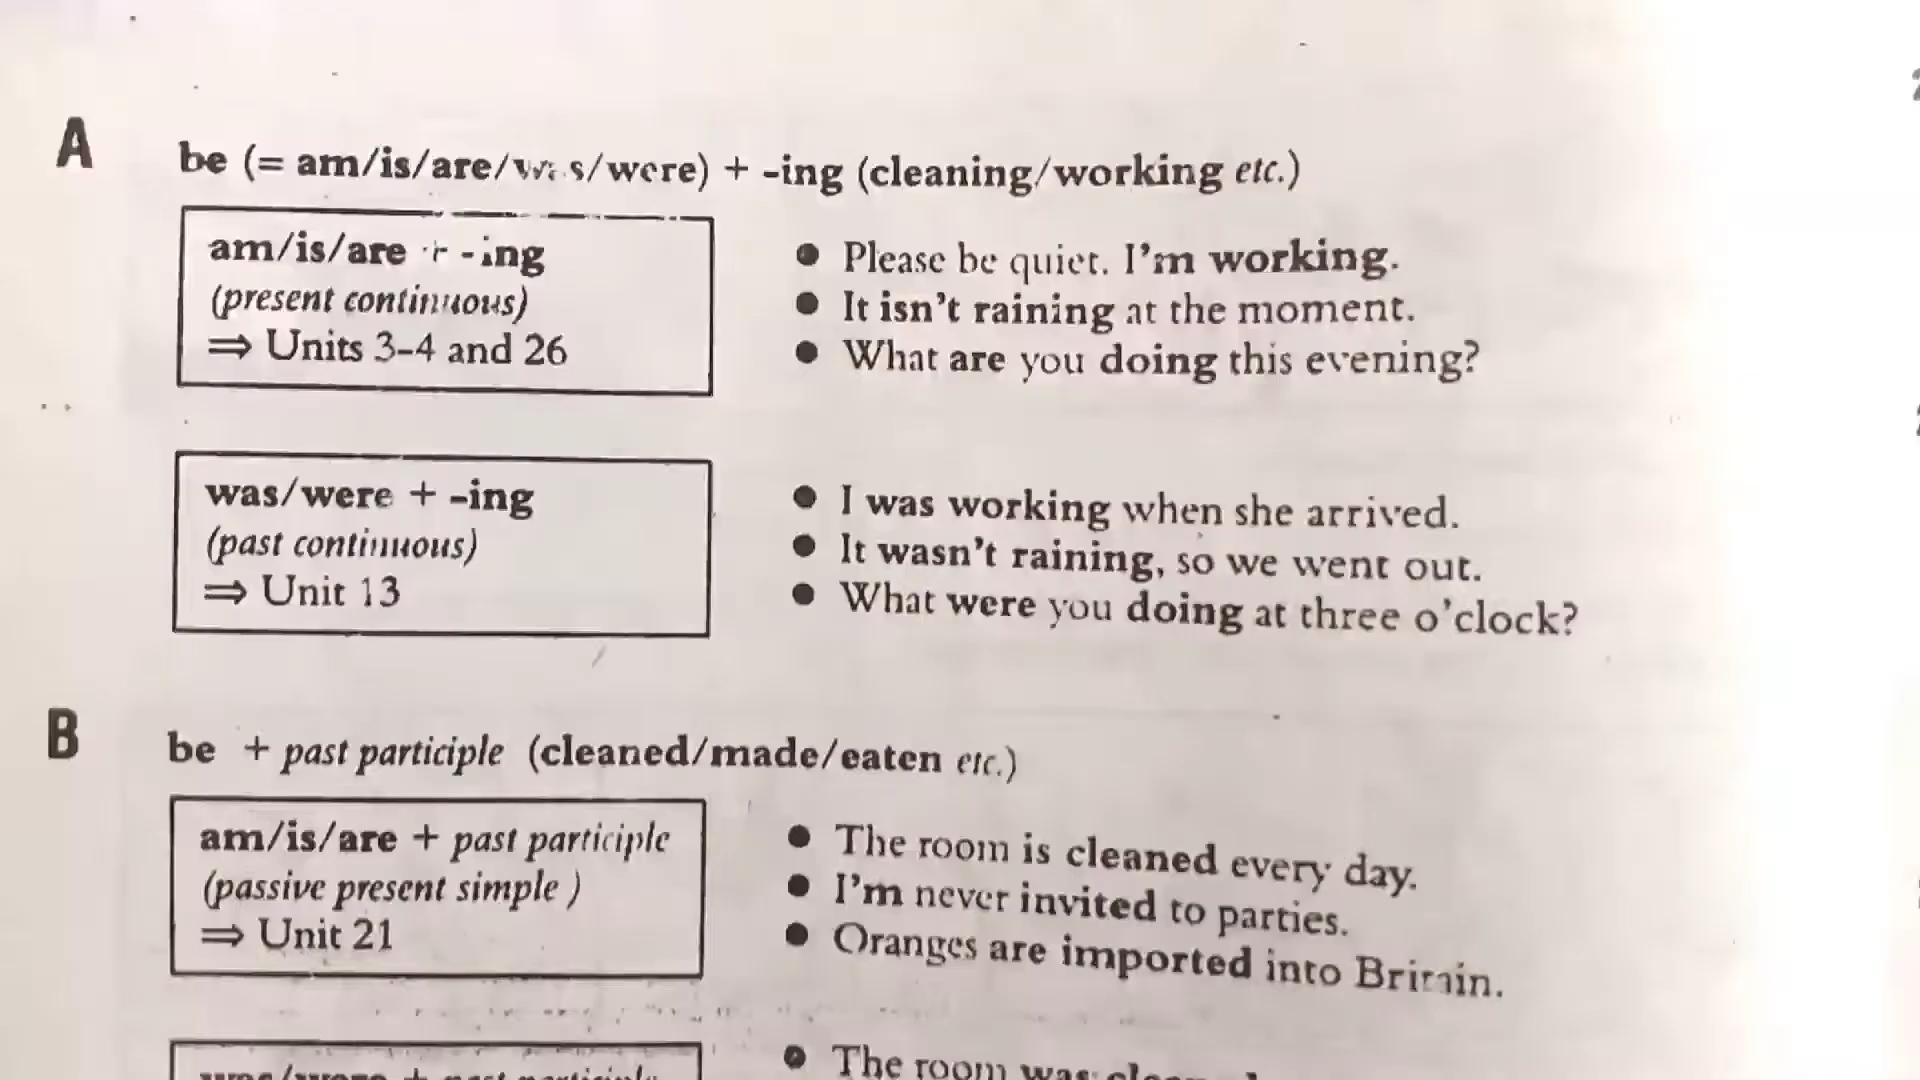 A
be (= am/is/are/was/were) + -ing (cleaning/working etc.)
am/is/are + -ing
(present continuous)
⇒ Units 3–4 and 26
● Please be quiet. I'm working.
● It isn't raining at the moment.
● What are you doing this evening?
was/were + -ing
(past continuous)
⇒ Unit 13
● I was working when she arrived.
● It wasn't raining, so we went out.
● What were you doing at three o'clock?
B
be + past participle (cleaned/made/eaten etc.)
am/is/are + past participle
(passive present simple )
⇒ Unit 21
● The room is cleaned every day.
● I'm never invited to parties.
● Oranges are imported into Britain.
was/were + past participle
● The room was